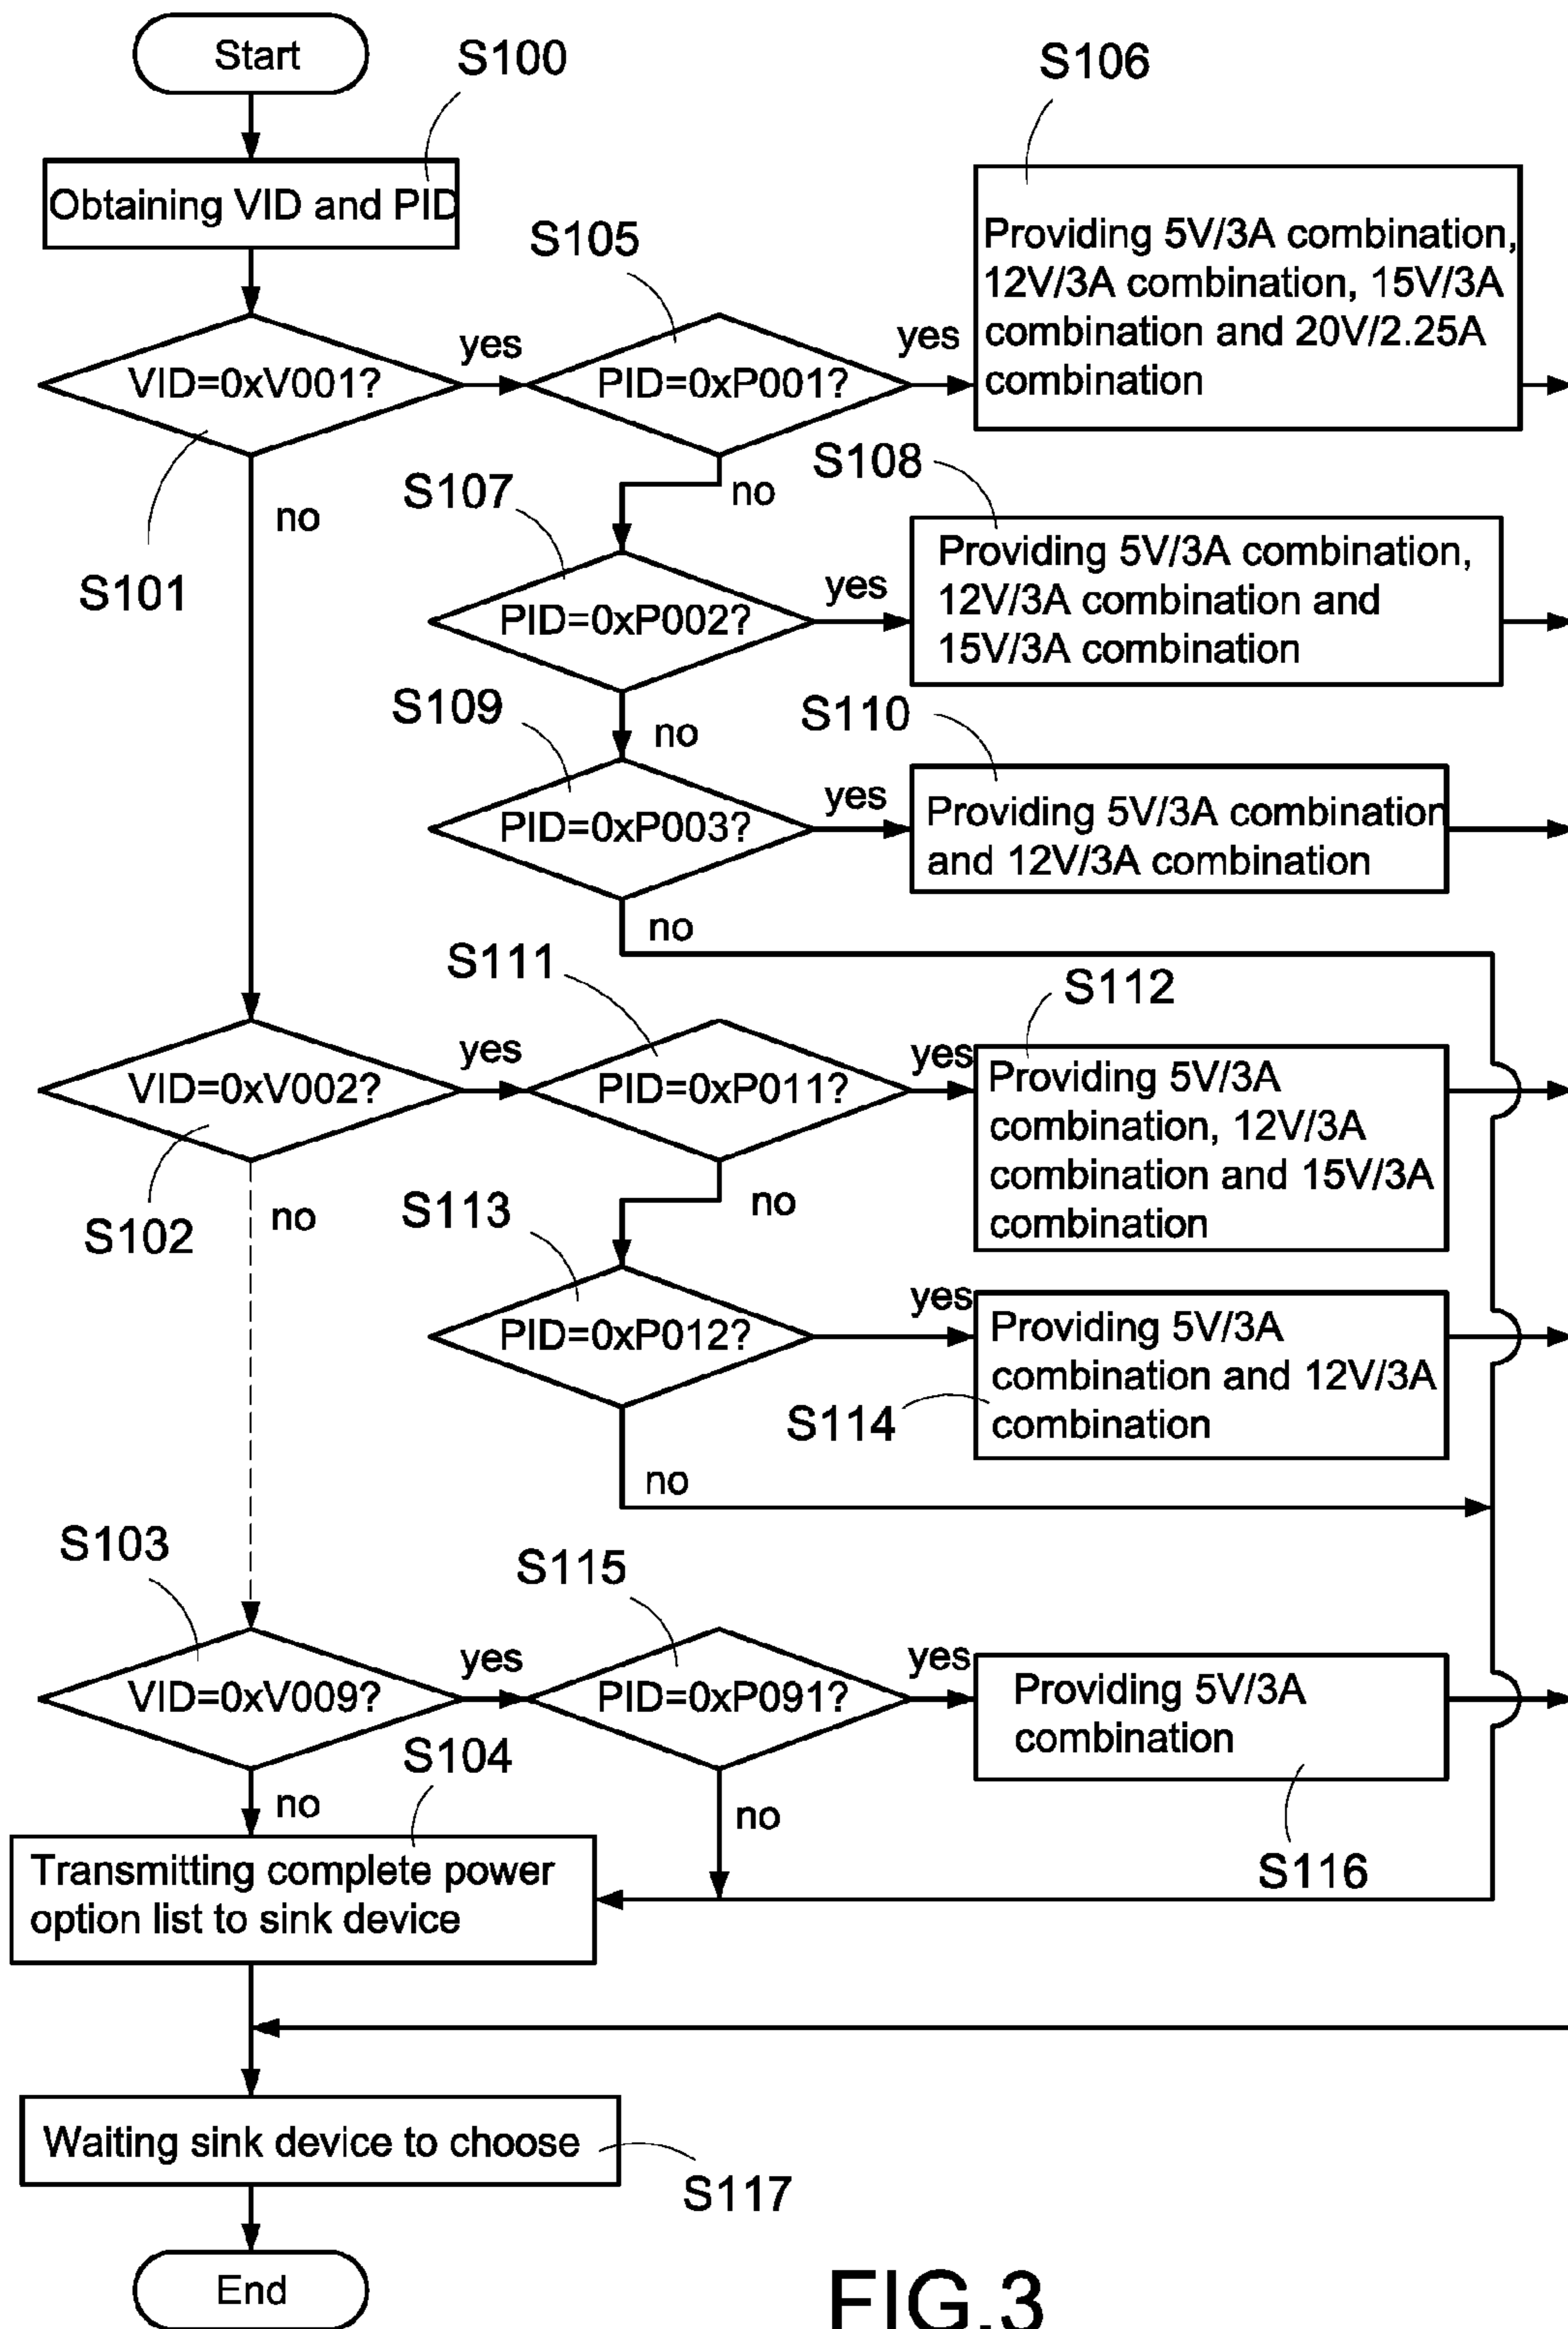 Start
S100
Obtaining VID and PID
S106
Providing 5V/3A combination,
12V/3A combination, 15V/3A
combination and 20V/2.25A
combination
S105
VID=0xV001?
yes
PID=0xP001?
yes
S101
no
no
S107
S108
Providing 5V/3A combination,
12V/3A combination and
15V/3A combination
PID=0xP002?
yes
no
S109
S110
PID=0xP003?
yes
Providing 5V/3A combination
and 12V/3A combination
no
S111
S112
VID=0xV002?
yes
PID=0xP011?
yes
Providing 5V/3A
combination, 12V/3A
combination and 15V/3A
combination
S102
no
no
S113
PID=0xP012?
yes
Providing 5V/3A
combination and 12V/3A
combination
S114
no
S103
S115
VID=0xV009?
yes
PID=0xP091?
yes
Providing 5V/3A
combination
S116
S104
no
no
Transmitting complete power
option list to sink device
Waiting sink device to choose
S117
End
FIG.3